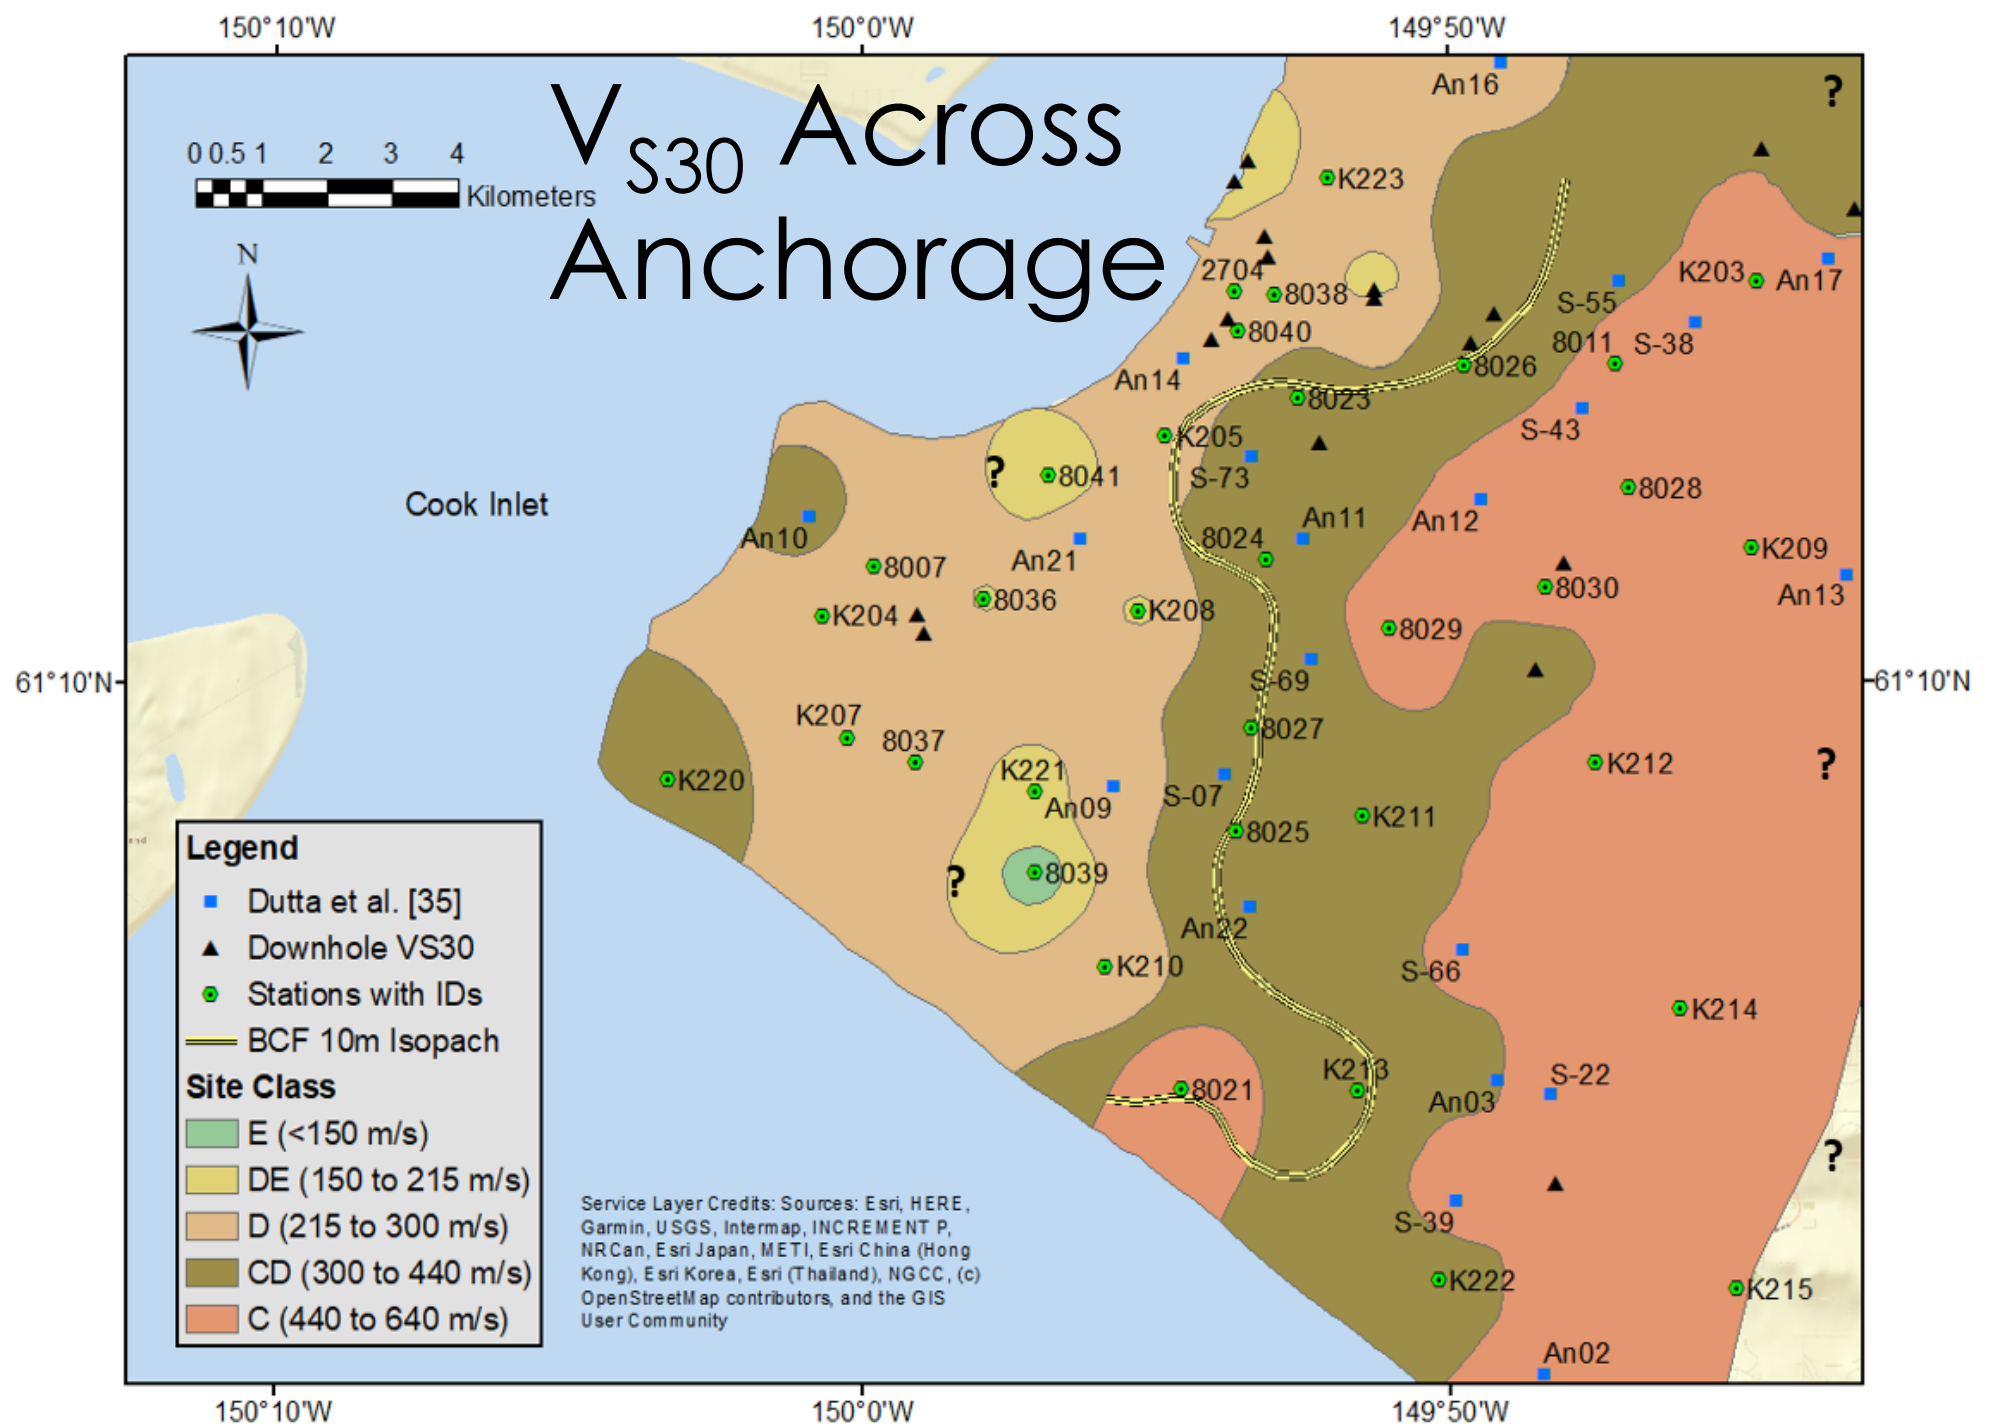 150°10'W 150°0'W 149°50'W
V S30 Across
Anchorage
0 0.5 1 2 3 4
Kilometers
N
An16
?
K223
2704
8038
8040
K203
An17
S-55
8011
S-38
An14
8026
8023
K205
S-43
S-73
?
8041
Cook Inlet
8028
An10
An11
An12
8024
An21
K209
8007
8036
K208
8030
An13
K204
8029
61°10'N
61°10'N
S-69
K207
8037
8027
K221
K212
?
K220
An09
S-07
K211
8025
8039
?
An22
K210
S-66
K214
K213
S-22
8021
An03
?
S-39
K222
K215
An02
Legend
Dutta et al. [35]
Downhole VS30
Stations with IDs
BCF 10m Isopach
Site Class
E (<150 m/s)
DE (150 to 215 m/s)
D (215 to 300 m/s)
CD (300 to 440 m/s)
C (440 to 640 m/s)
Service Layer Credits: Sources: Esri, HERE,
Garmin, USGS, Intermap, INCREMENT P,
NRCan, Esri Japan, METI, Esri China (Hong
Kong), Esri Korea, Esri (Thailand), NGCC, (c)
OpenStreetMap contributors, and the GIS
User Community
150°10'W 150°0'W 149°50'W